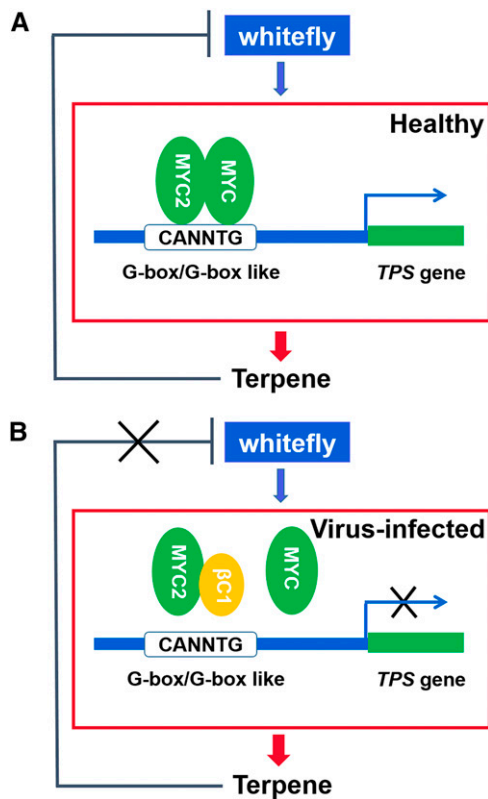 A
whitefly
Healthy
MYC2
MYC
CANNTG
G-box/G-box like
TPS gene
Terpene
B
whitefly
Virus-infected
MYC2
βC1
MYC
CANNTG
G-box/G-box like
TPS gene
Terpene